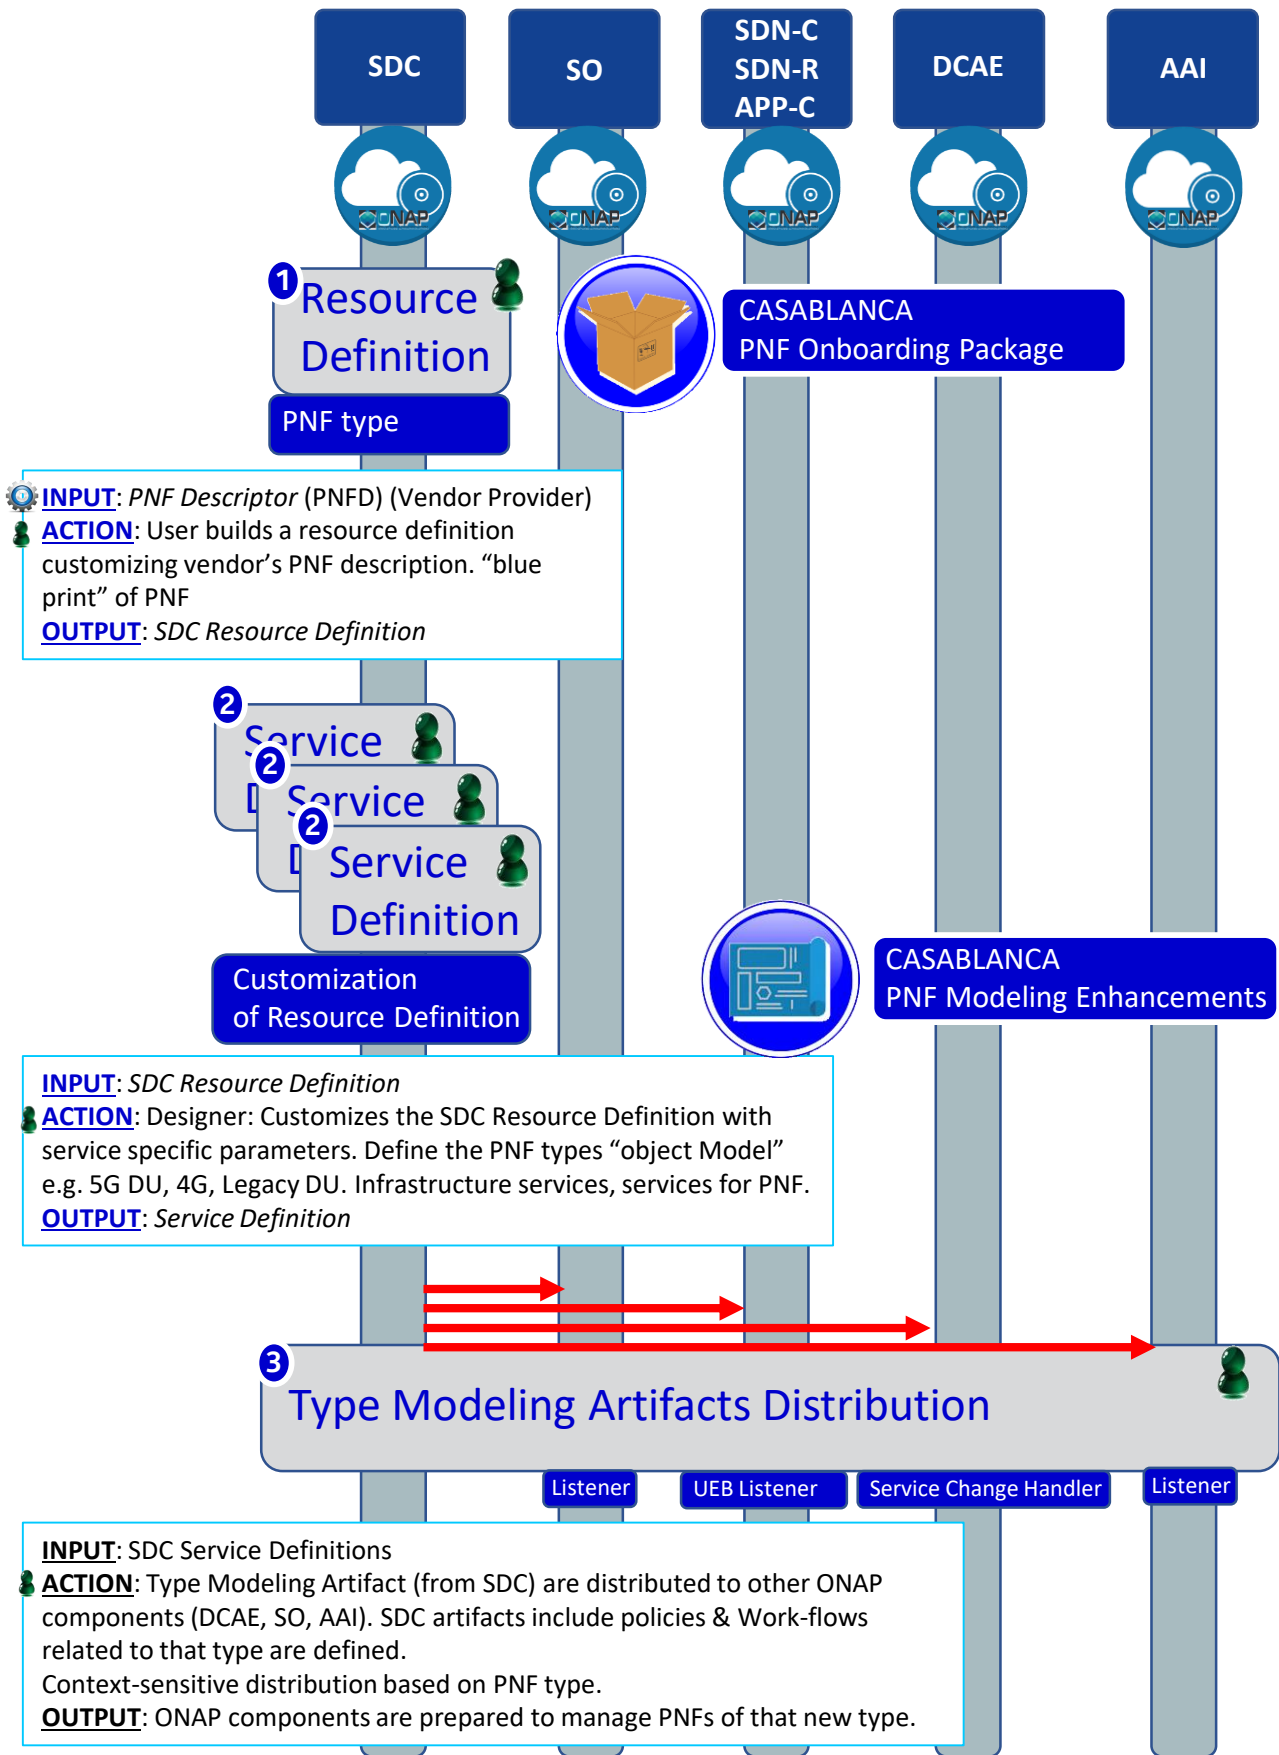 SDC
SO
SDN-C
SDN-R
APP-C
DCAE
AAI
ONAP
ONAP
ONAP
ONAP
ONAP
1
Resource
Definition
PNF type
CASABLANCA
PNF Onboarding Package
INPUT: PNF Descriptor (PNFD) (Vendor Provider)
ACTION: User builds a resource definition
customizing vendor’s PNF description. “blue
print” of PNF
OUTPUT: SDC Resource Definition
2
Service
D
2
Service
D
2
Service
Definition
Customization
of Resource Definition
CASABLANCA
PNF Modeling Enhancements
INPUT: SDC Resource Definition
ACTION: Designer: Customizes the SDC Resource Definition with
service specific parameters. Define the PNF types “object Model”
e.g. 5G DU, 4G, Legacy DU. Infrastructure services, services for PNF.
OUTPUT: Service Definition
3
Type Modeling Artifacts Distribution
Listener
UEB Listener
Service Change Handler
Listener
INPUT: SDC Service Definitions
ACTION: Type Modeling Artifact (from SDC) are distributed to other ONAP
components (DCAE, SO, AAI). SDC artifacts include policies & Work-flows
related to that type are defined.
Context-sensitive distribution based on PNF type.
OUTPUT: ONAP components are prepared to manage PNFs of that new type.